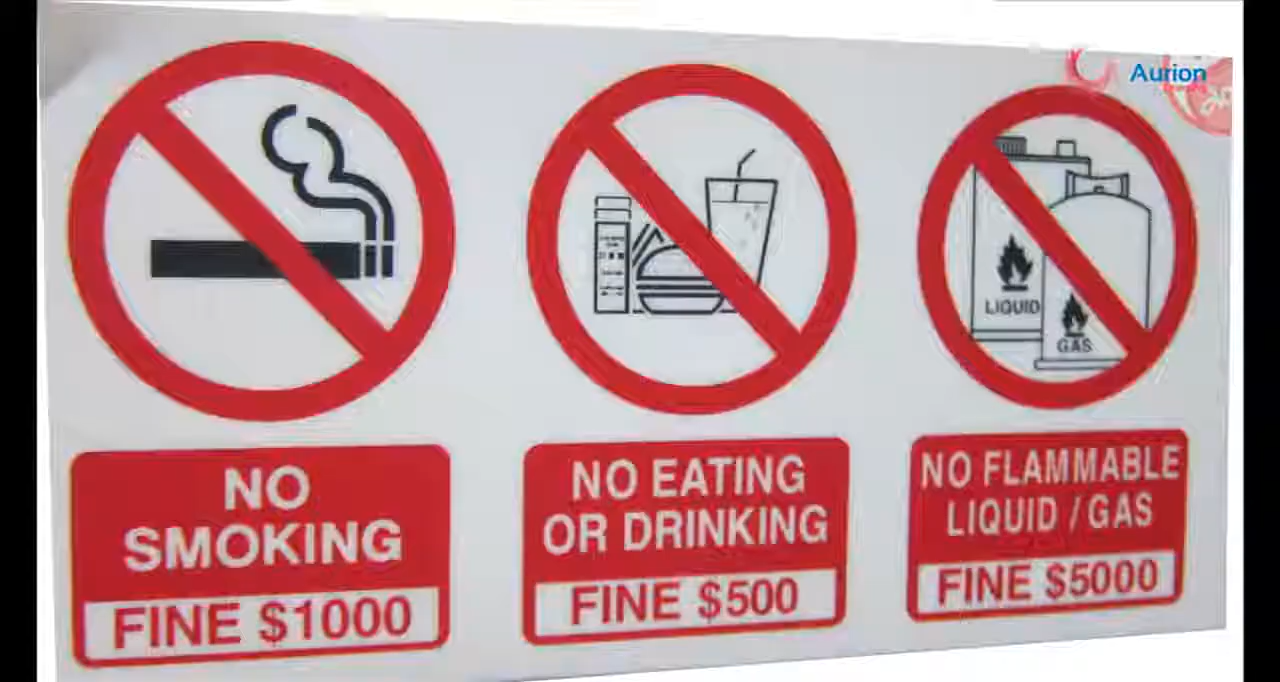 Aurion
NO
SMOKING
FINE $1000
NO EATING
OR DRINKING
FINE $500
LIQUID
GAS
NO FLAMMABLE
LIQUID / GAS
FINE $5000